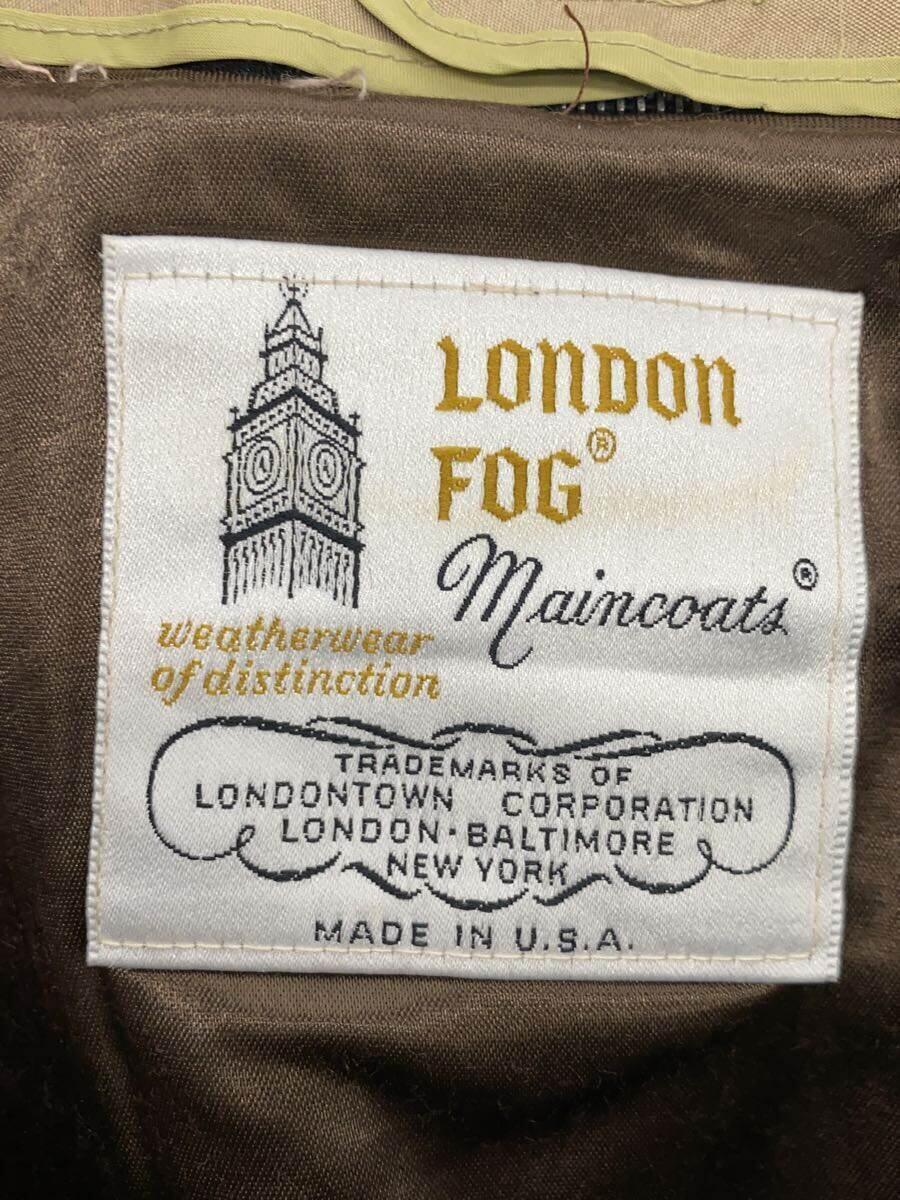 LONDON
FOG®
Maincoats®
weatherwear
of distinction
TRADEMARKS OF
LONDONTOWN CORPORATION
LONDON·BALTIMORE
NEW YORK
MADE IN U.S.A.